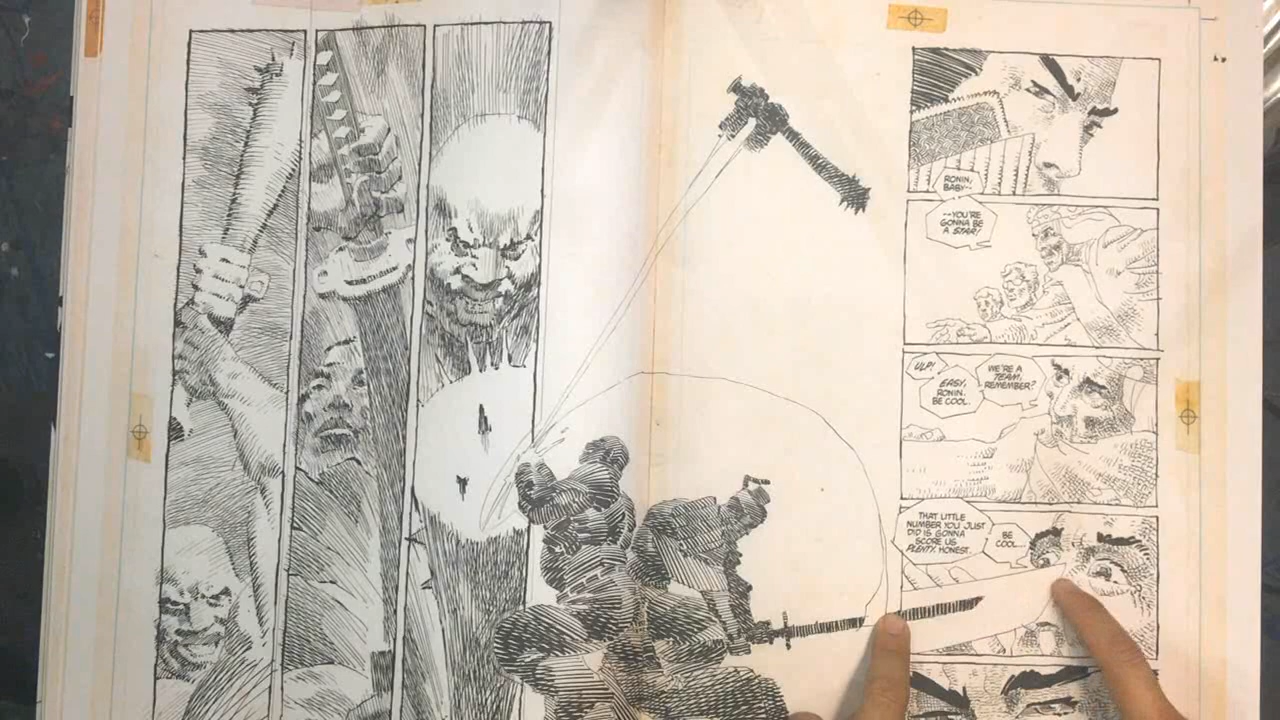 RONIN,
BABY--
--YOU'RE
GONNA BE
A STAR!
ULP!
EASY,
RONIN.
BE COOL.
WE'RE A
TEAM,
REMEMBER?
THAT LITTLE
NUMBER YOU JUST
DID IS GONNA
SCORE US
PLENTY. HONEST.
BE
COOL...